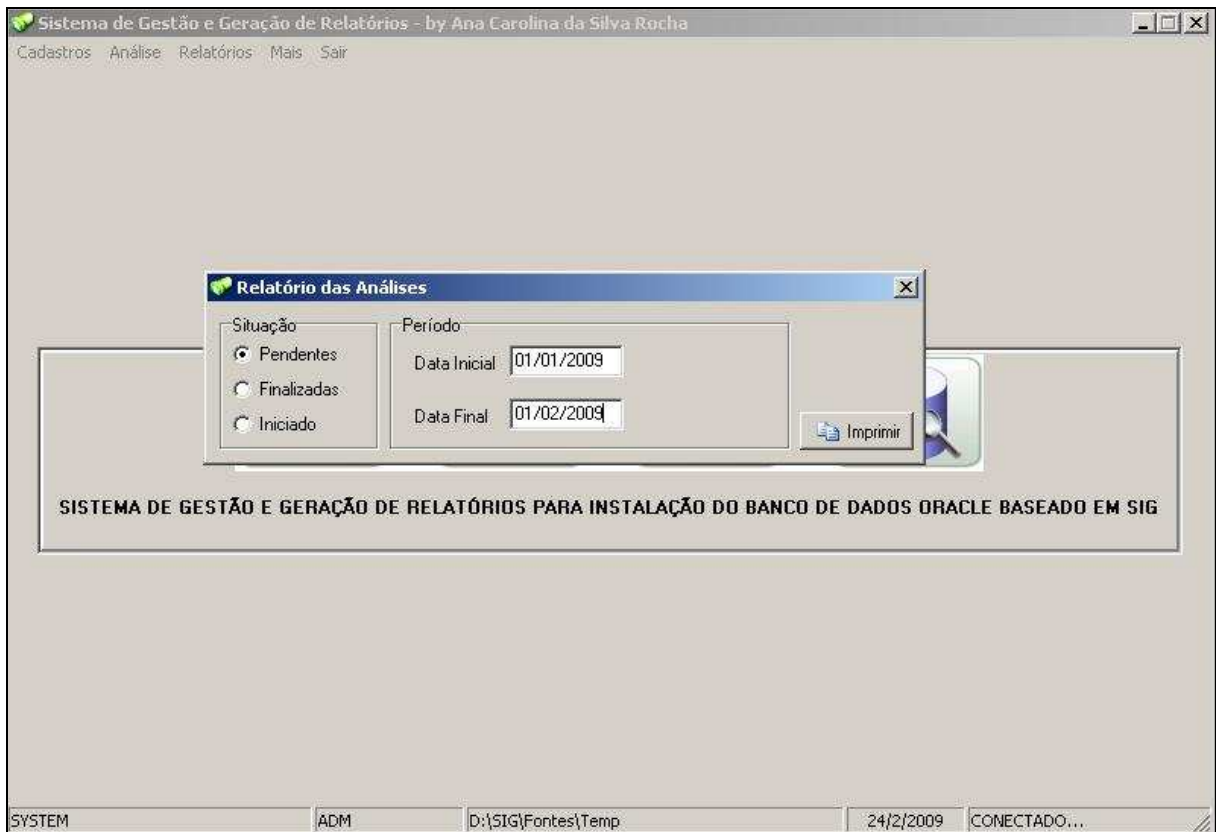 Sistema de Gestão e Geração de Relatórios - by Ana Carolina da Silva Rocha
Cadastros Análise Relatórios Mais Sair
Relatório das Análises
Situação
Pendentes
Finalizadas
Iniciado
Período
Data Inicial 01/01/2009
Data Final 01/02/2009
Imprimir
SISTEMA DE GESTÃO E GERAÇÃO DE RELATÓRIOS PARA INSTALAÇÃO DO BANCO DE DADOS ORACLE BASEADO EM SIG
SYSTEM ADM D:\SIG\Fontes\Temp 24/2/2009 CONECTADO...